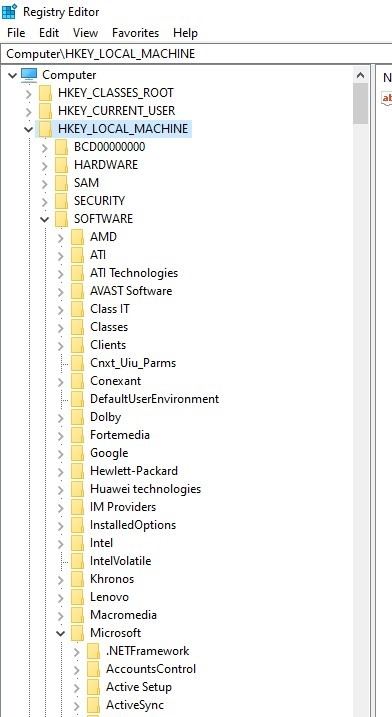 Registry Editor
File Edit View Favorites Help
Computer\HKEY_LOCAL_MACHINE
Computer
HKEY_CLASSES_ROOT
HKEY_CURRENT_USER
HKEY_LOCAL_MACHINE
BCD00000000
HARDWARE
SAM
SECURITY
SOFTWARE
AMD
ATI
ATI Technologies
AVAST Software
Class IT
Classes
Clients
Cnxt_Uiu_Parms
Conexant
DefaultUserEnvironment
Dolby
Fortemedia
Google
Hewlett-Packard
Huawei technologies
IM Providers
InstalledOptions
Intel
IntelVolatile
Khronos
Lenovo
Macromedia
Microsoft
.NETFramework
AccountsControl
Active Setup
ActiveSync